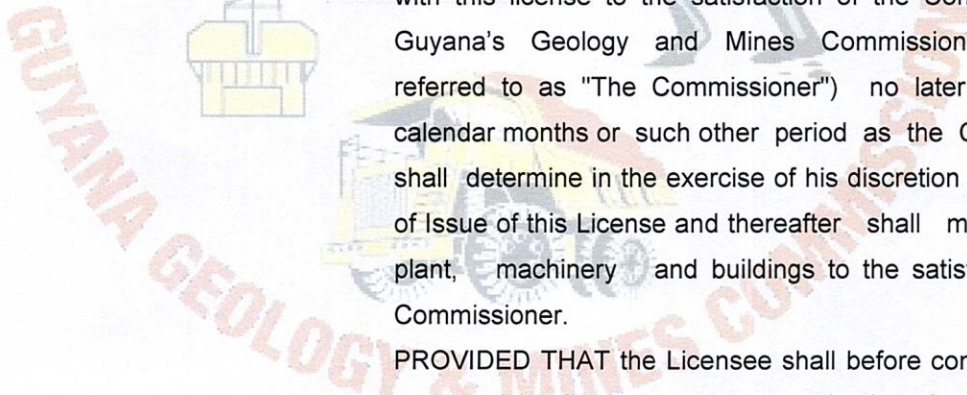 with this license to the satisfaction of the
Guyana's Geology and Mines Commission
referred to as "The Commissioner") no later
calendar months or such other period as the
shall determine in the exercise of his discretion
of Issue of this License and thereafter shall
plant, machinery and buildings to the
Commissioner.
PROVIDED THAT the Licensee shall before
GUYANA GEOLOGY & MINES COMMISSION